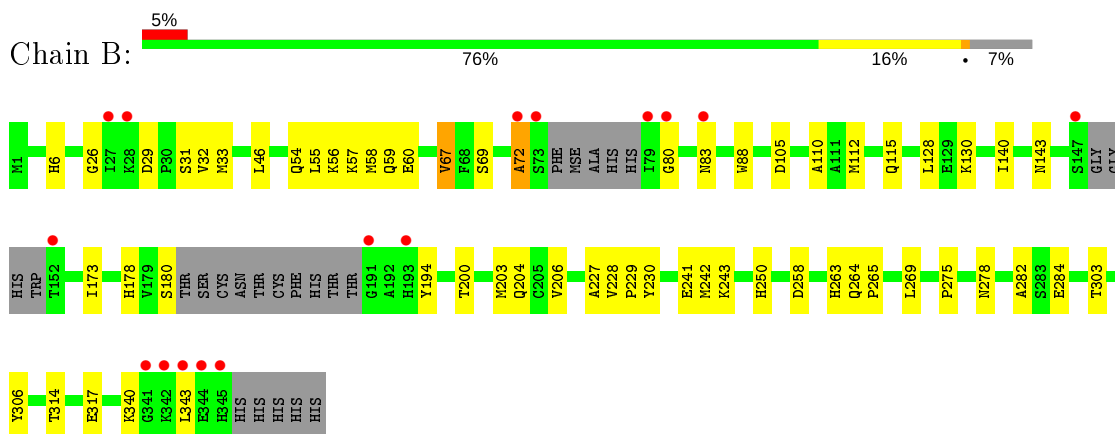 5%
Chain B:
76% 16% • 7%
M1 H6 G26 I27 K28 D29 P30 S31 V32 M33 L46 Q54 L55 K56 K57 M58 Q59 E60 V67 F68 S69 A72 S73 PHE MSE ALA HIS HIS I79 G80 N83 W88 D105 A110 A111 M112 Q115 L128 E129 K130 I140 N143 S147 GLY GLY
HIS TRP T152 I173 H178 V179 S180 THR SER CYS ASN THR CYS PHE HIS THR THR G191 A192 H193 Y194 T200 M203 Q204 C205 V206 A227 V228 P229 Y230 E241 M242 K243 H250 D258 H263 Q264 P265 L269 P275 N278 A282 S283 E284 T303
Y306 T314 E317 K340 G341 K342 L343 E344 H345 HIS HIS HIS HIS HIS